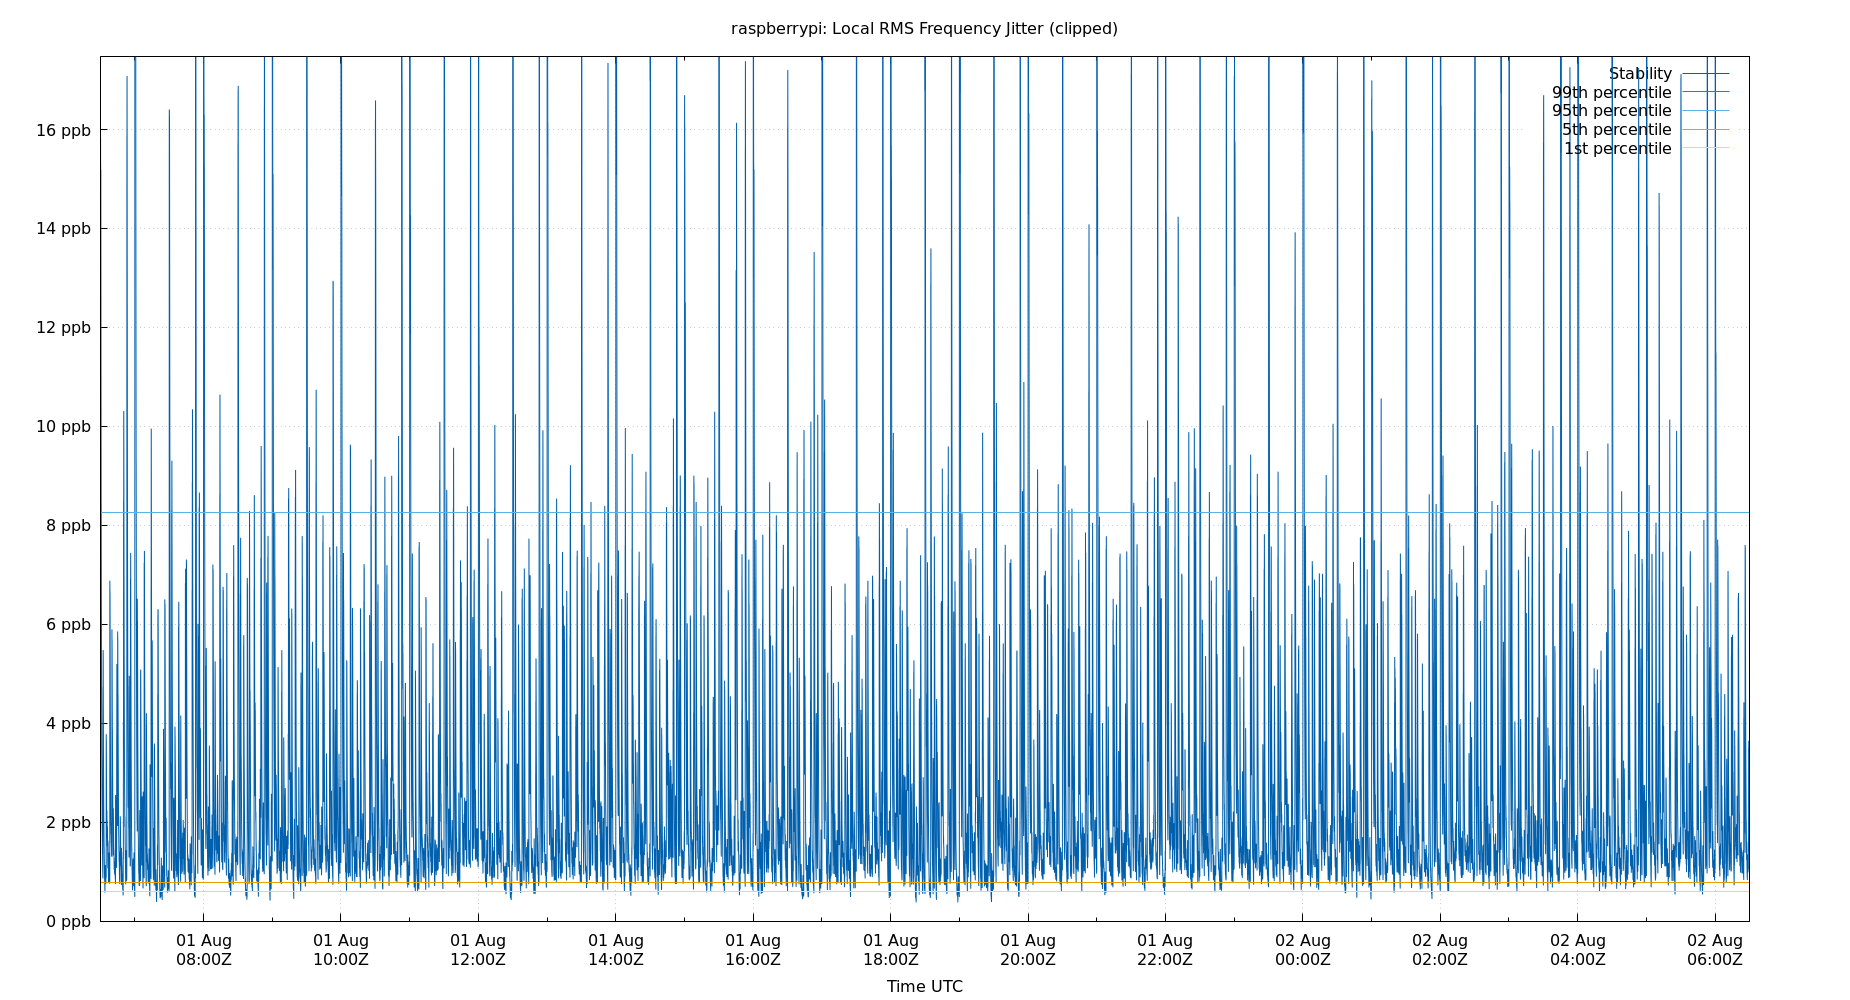 raspberrypi: Local RMS Frequency Jitter (clipped)
Stability
99th percentile
95th percentile
5th percentile
1st percentile
16 ppb
14 ppb
12 ppb
10 ppb
8 ppb
6 ppb
4 ppb
2 ppb
0 ppb
01 Aug 01 Aug 01 Aug 01 Aug 01 Aug 01 Aug 01 Aug 01 Aug 02 Aug 02 Aug 02 Aug 02 Aug
08:00Z 10:00Z 12:00Z 14:00Z 16:00Z 18:00Z 20:00Z 22:00Z 00:00Z 02:00Z 04:00Z 06:00Z
Time UTC